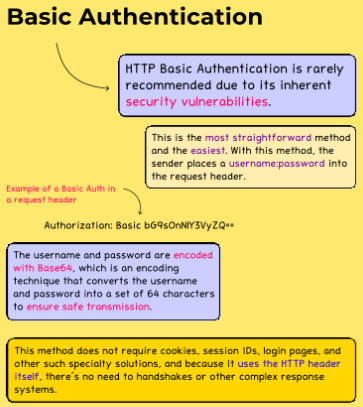 Basic Authentication
HTTP Basic Authentication is rarely
recommended due to its inherent
security vulnerabilities.
This is the most straightforward method
and the easiest. With this method, the
sender places a username:password into
the request header.
Example of a Basic Auth in
a request header
Authorization: Basic bG9sOnNlY3VyZQ==
The username and password are encoded
with Base64, which is an encoding
technique that converts the username
and password into a set of 64 characters
to ensure safe transmission.
This method does not require cookies, session IDs, login pages, and
other such specialty solutions, and because it uses the HTTP header
itself, there's no need to handshakes or other complex response
systems.